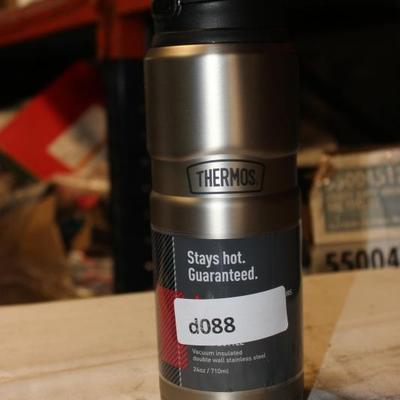 THERMOS.
Stays hot.
Guaranteed.
d088
Vacuum insulated
double wall stainless steel
24oz / 710ml
55004